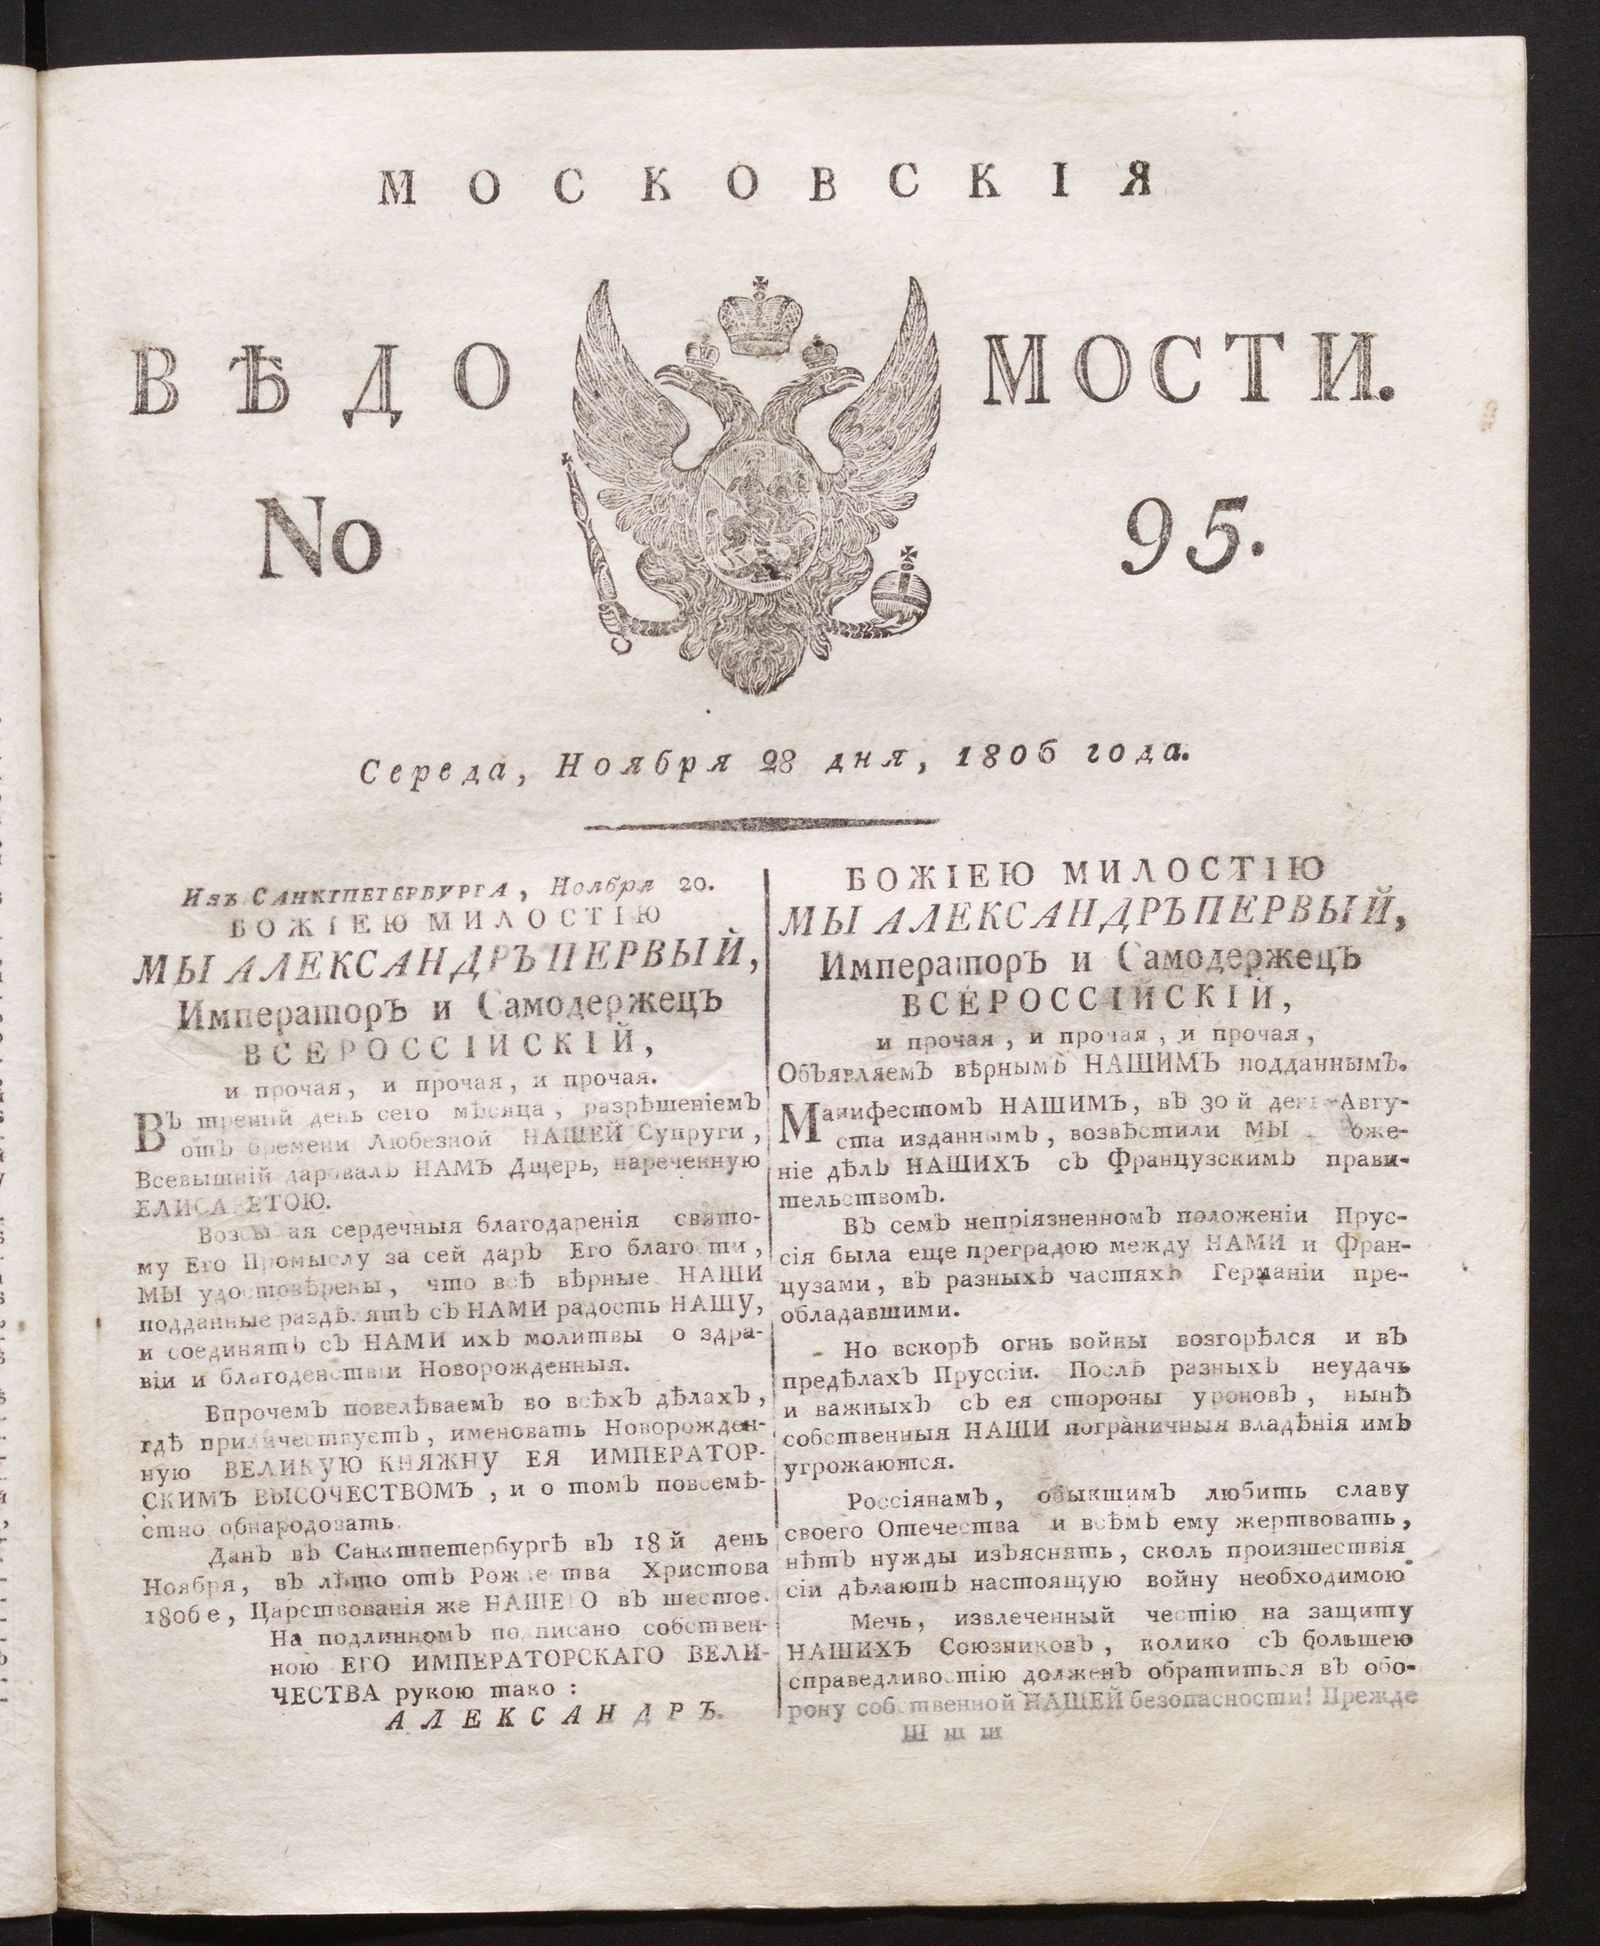 МОСКОВСКІЯ
ВѢДОМОСТИ.
No 95.
Середа, Ноября 28 дня, 1806 года.
Изъ Санктпетербурга, Ноября 20.
БОЖІЕЮ МИЛОСТІЮ
МЫ АЛЕКСАНДРЪ ПЕРВЫЙ,
Императоръ и Самодержецъ
ВСЕРОССІЙСКІЙ,
и прочая, и прочая, и прочая.
Въ третій день сего мѣсяца, разрѣшеніемъ
отъ бремени Любезной НАШЕЙ Супруги,
Всевышній даровалъ НАМЪ Дщерь, нареченную
ЕЛИСАВЕТОЮ.
Возсылая сердечныя благодаренія свято-
му Его Промыслу за сей даръ Его благости,
МЫ удостовѣрены, что всѣ вѣрные НАШИ
подданные раздѣлятъ съ НАМИ радость НАШУ,
и соединятъ съ НАМИ ихъ молитвы о здра-
віи и благоденствіи Новорожденныя.
Впрочемъ повелѣваемъ во всѣхъ дѣлахъ,
гдѣ приличествуетъ, именовать Новорожден-
ную ВЕЛИКУЮ КНЯЖНУ ЕЯ ИМПЕРАТОР-
СКИМЪ ВЫСОЧЕСТВОМЪ, и о томъ повсемѣ-
стно обнародовать.
Данъ въ Санктпетербургѣ въ 18й день
Ноября, въ лѣто отъ Рождества Христова
1806е, Царствованія же НАШЕГО въ шестое.
На подлинномъ подписано собствен-
ною ЕГО ИМПЕРАТОРСКАГО ВЕЛИ-
ЧЕСТВА рукою тако:
АЛЕКСАНДРЪ.
БОЖІЕЮ МИЛОСТІЮ
МЫ АЛЕКСАНДРЪ ПЕРВЫЙ,
Императоръ и Самодержецъ
ВСЕРОССІЙСКІЙ,
и прочая, и прочая, и прочая,
Объявляемъ вѣрнымъ НАШИМЪ подданнымъ.
Манифестомъ НАШИМЪ, въ 30й день Авгу-
ста изданнымъ, возвѣстили МЫ положе-
ніе дѣлъ НАШИХЪ съ Французскимъ прави-
тельствомъ.
Въ семъ непріязненномъ положеніи Прус-
сія была еще преградою между НАМИ и Фран-
цузами, въ разныхъ частяхъ Германіи пре-
обладавшими.
Но вскорѣ огнь войны возгорѣлся и въ
предѣлахъ Пруссіи. Послѣ разныхъ неудачь
и важныхъ съ ея стороны уроновъ, нынѣ
собственныя НАШИ пограничныя владѣнія имъ
угрожаются.
Россіянамъ, обыкшимъ любить славу
своего Отечества и всѣмъ ему жертвовать,
нѣтъ нужды изъяснять, сколь произшествія
сіи дѣлаютъ настоящую войну необходимою
Мечь, извлеченный честію на защиту
НАШИХЪ Союзниковъ, колико съ большею
справедливостію долженъ обратиться въ обо-
рону собственной НАШЕЙ безопасности! Прежде
Ш ш ш